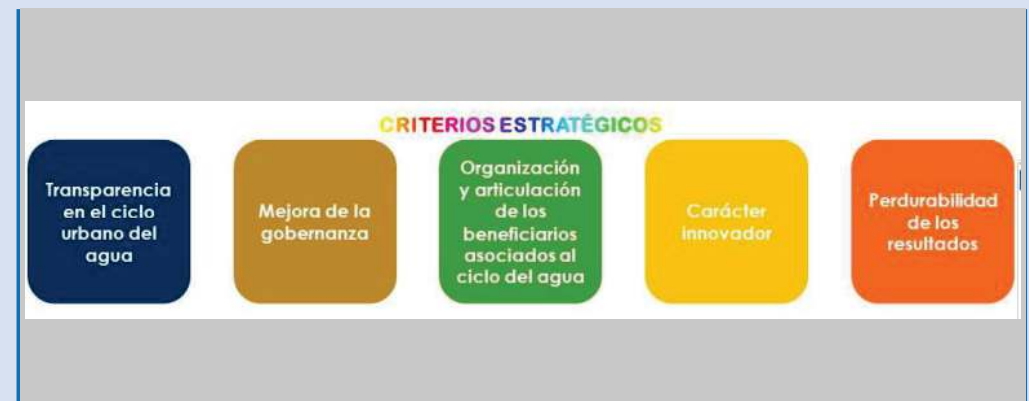 CRITERIOS ESTRATÉGICOS
Transparencia
en el ciclo
urbano del
agua
Mejora de la
gobernanza
Organización
y articulación
de los
beneficiarios
asociados al
ciclo del agua
Carácter
innovador
Perdurabilidad
de los
resultados